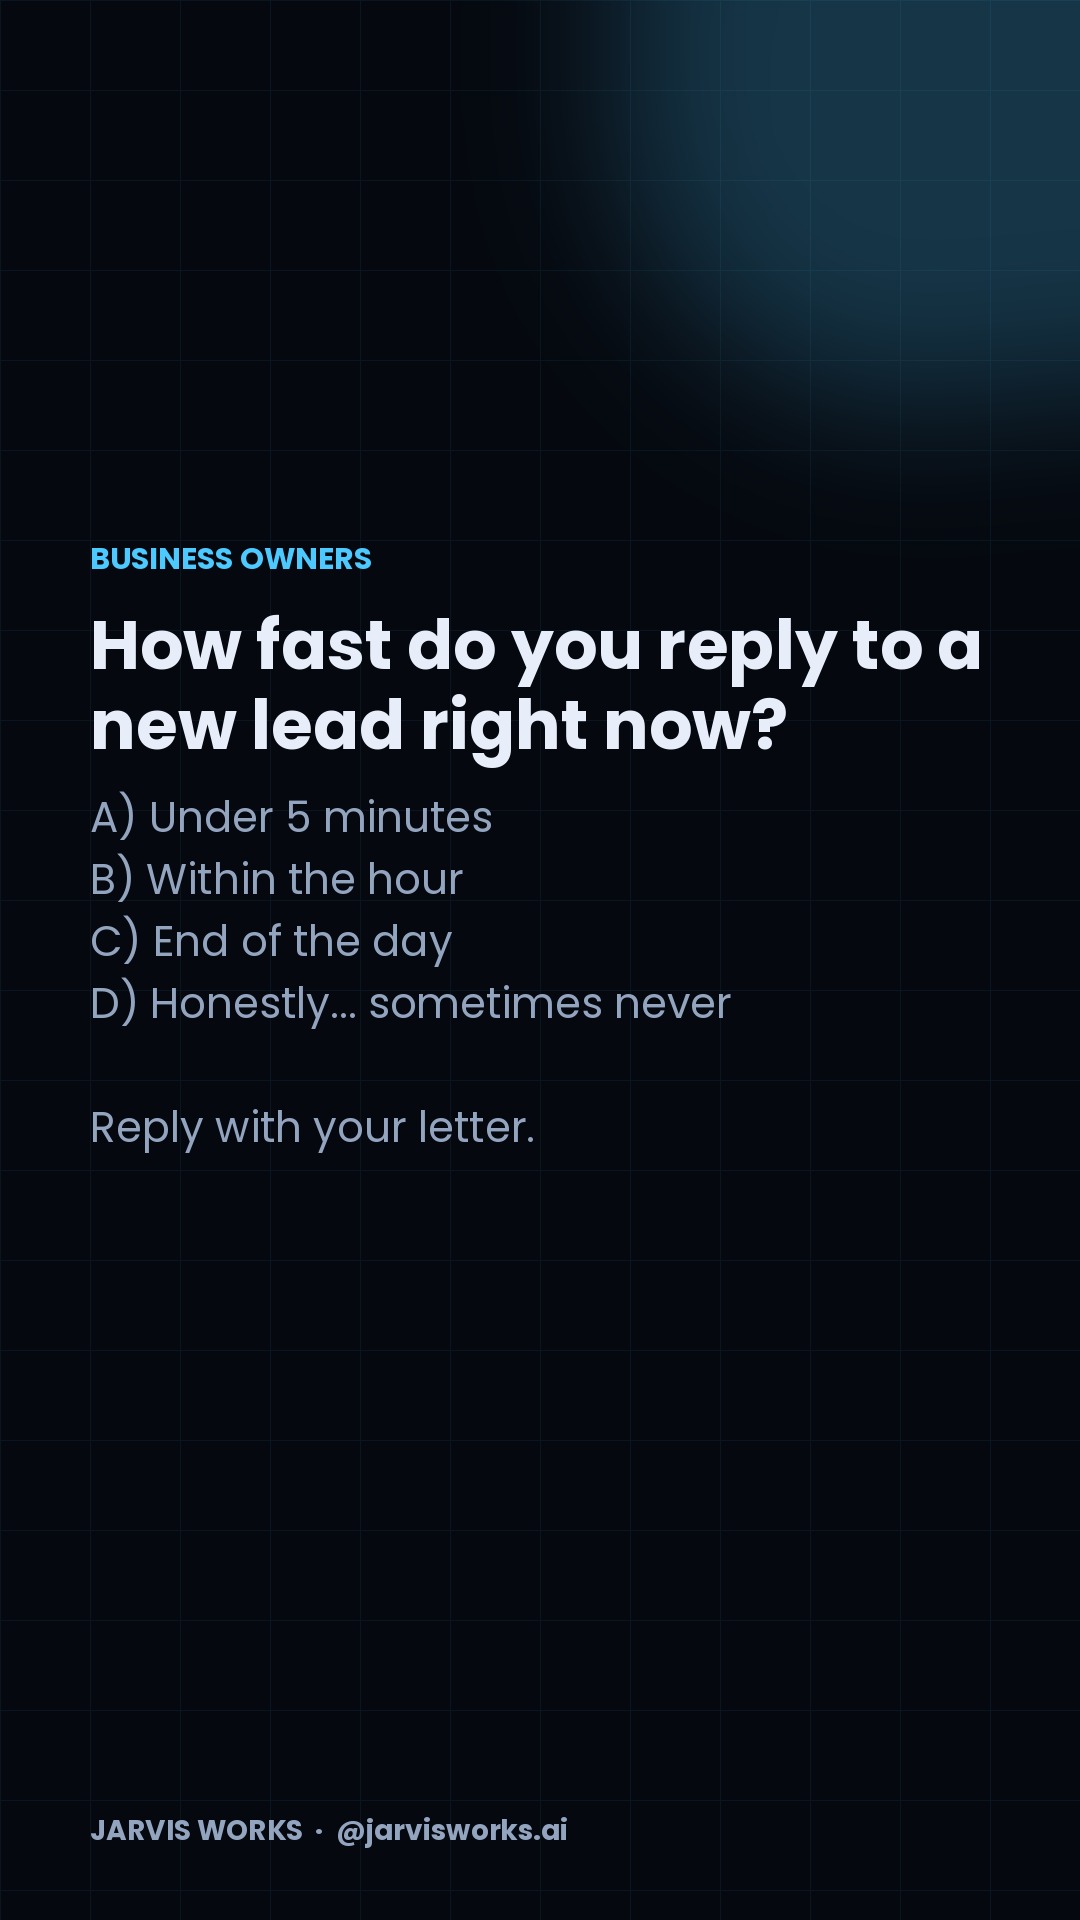 BUSINESS OWNERS
How fast do you reply to a
new lead right now?
A) Under 5 minutes
B) Within the hour
C) End of the day
D) Honestly... sometimes never
Reply with your letter.
JARVIS WORKS · @jarvisworks.ai